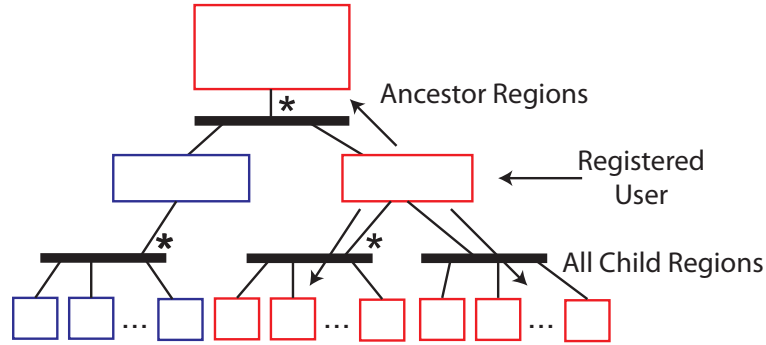 *
Ancestor Regions
Registered
User
*
*
All Child Regions
...
...
...